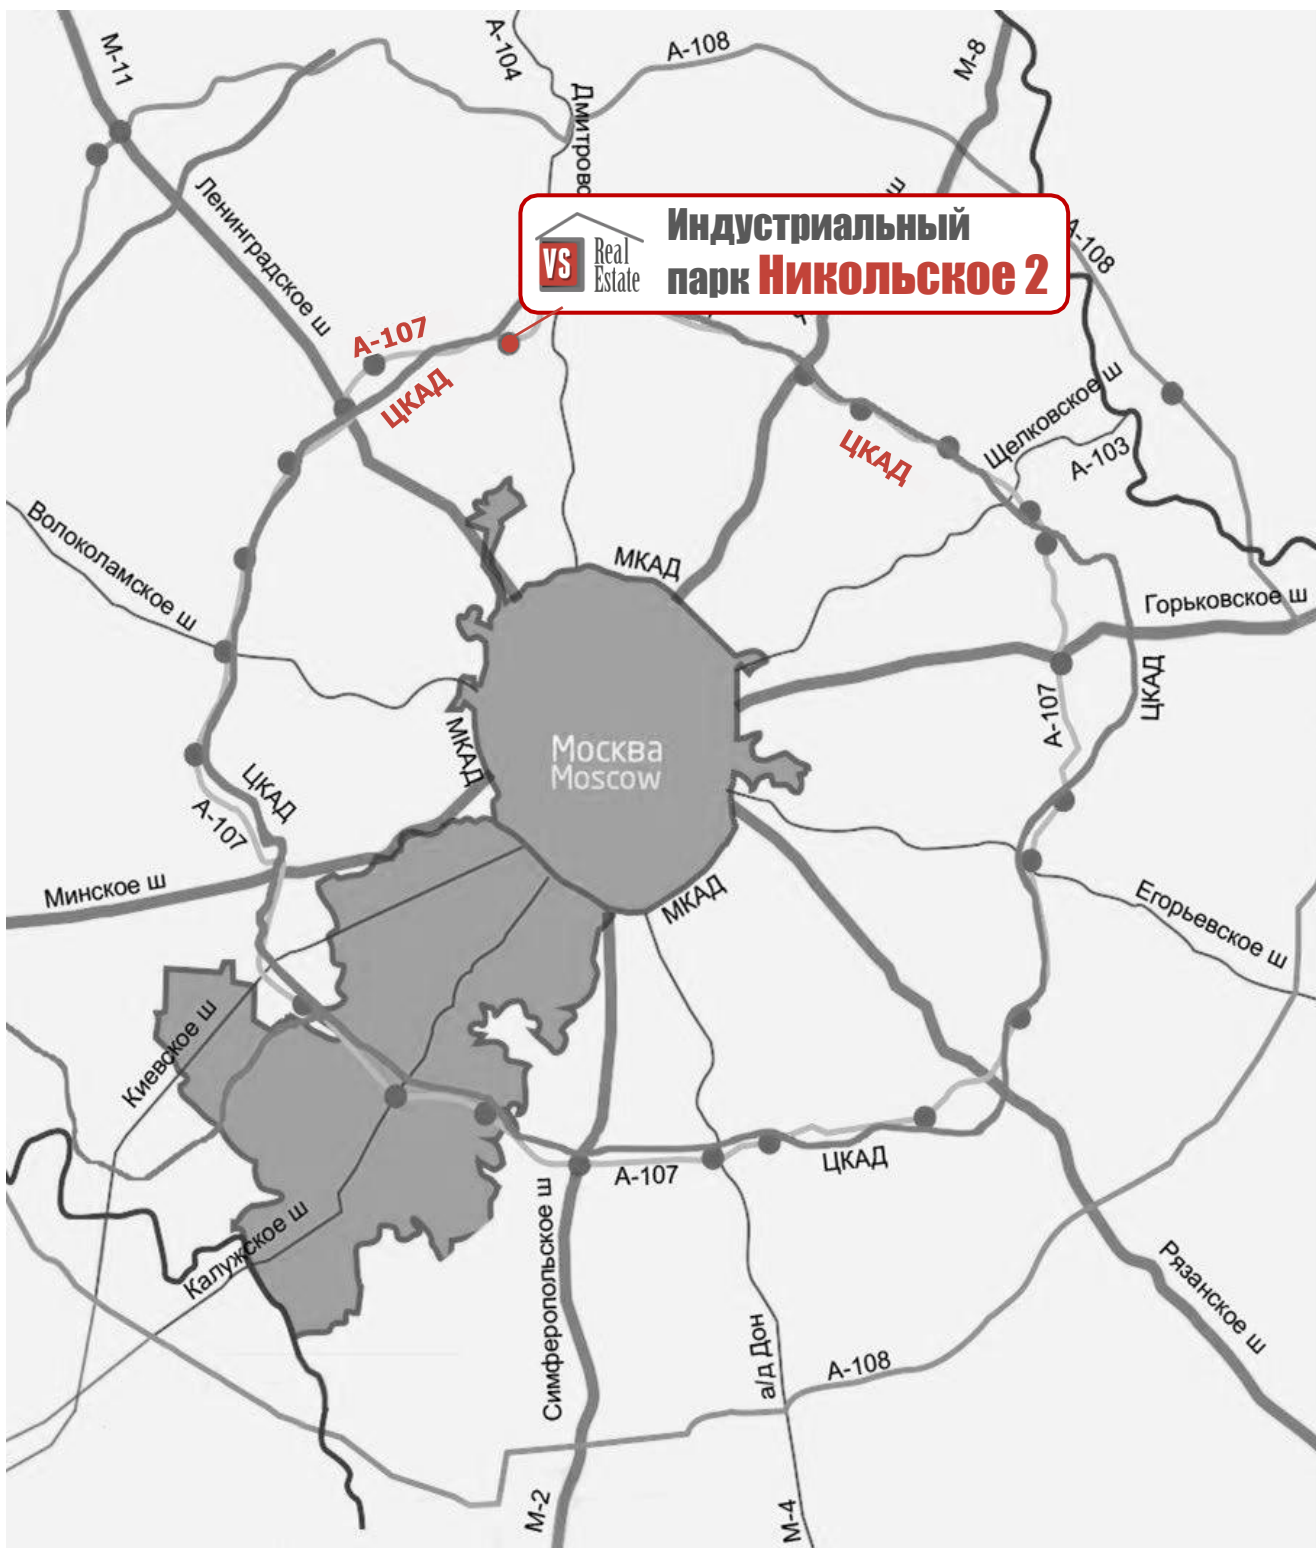 М-11
А-104
А-108
М-8
Дмитровс
ш
Ленинградское ш
VS
Real
Estate
Индустриальный
парк Никольское 2
А-108
А-107
ЦКАД
ЦКАД
Щелковское ш
А-103
Волоколамское ш
МКАД
Горьковское ш
МКАД
Москва
Moscow
А-107
ЦКАД
ЦКАД
А-107
Минское ш
МКАД
Егорьевское ш
Киевское ш
А-107
ЦКАД
Калужское ш
Симферопольское ш
Рязанское ш
а/д Дон
А-108
М-2
М-4